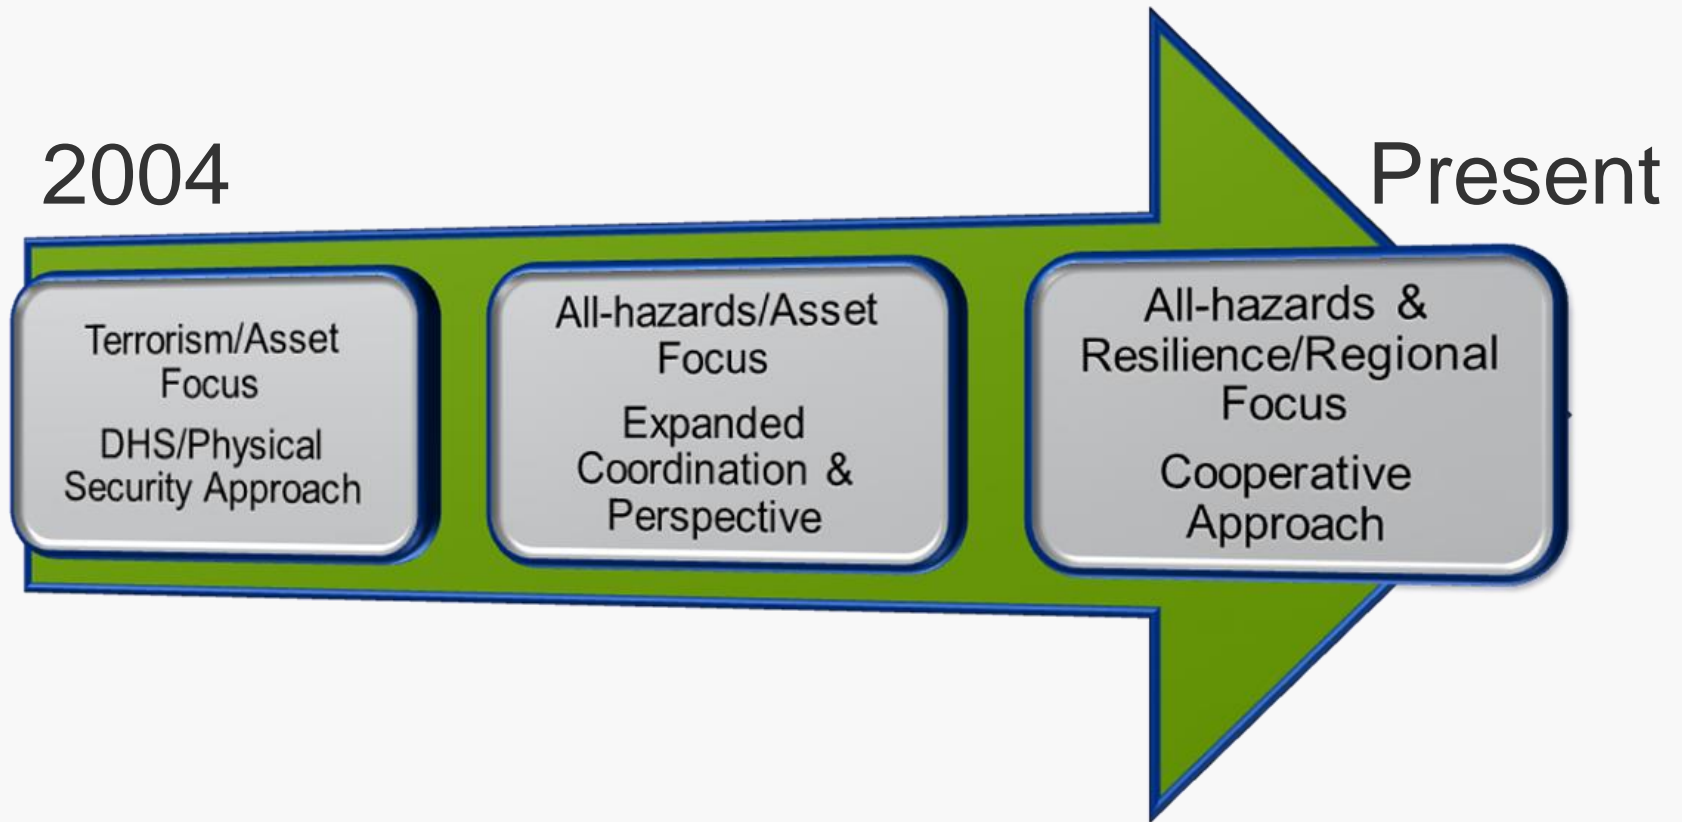 2004
Present
Terrorism/Asset
Focus
DHS/Physical
Security Approach
All-hazards/Asset
Focus
Expanded
Coordination &
Perspective
All-hazards &
Resilience/Regional
Focus
Cooperative
Approach